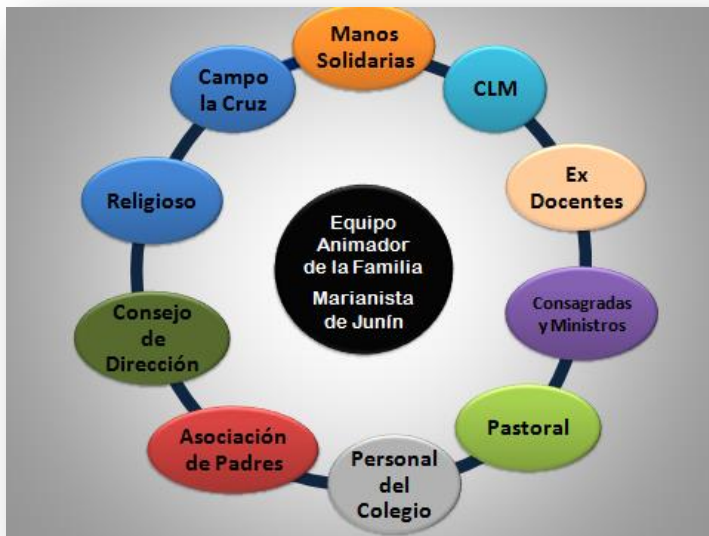 Manos
Solidarias
CLM
Ex
Docentes
Consagradas
y Ministros
Pastoral
Personal
del
Colegio
Asociación
de Padres
Consejo
de
Dirección
Religioso
Campo
la Cruz
Equipo
Animador
de la Familia
Marianista
de Junín